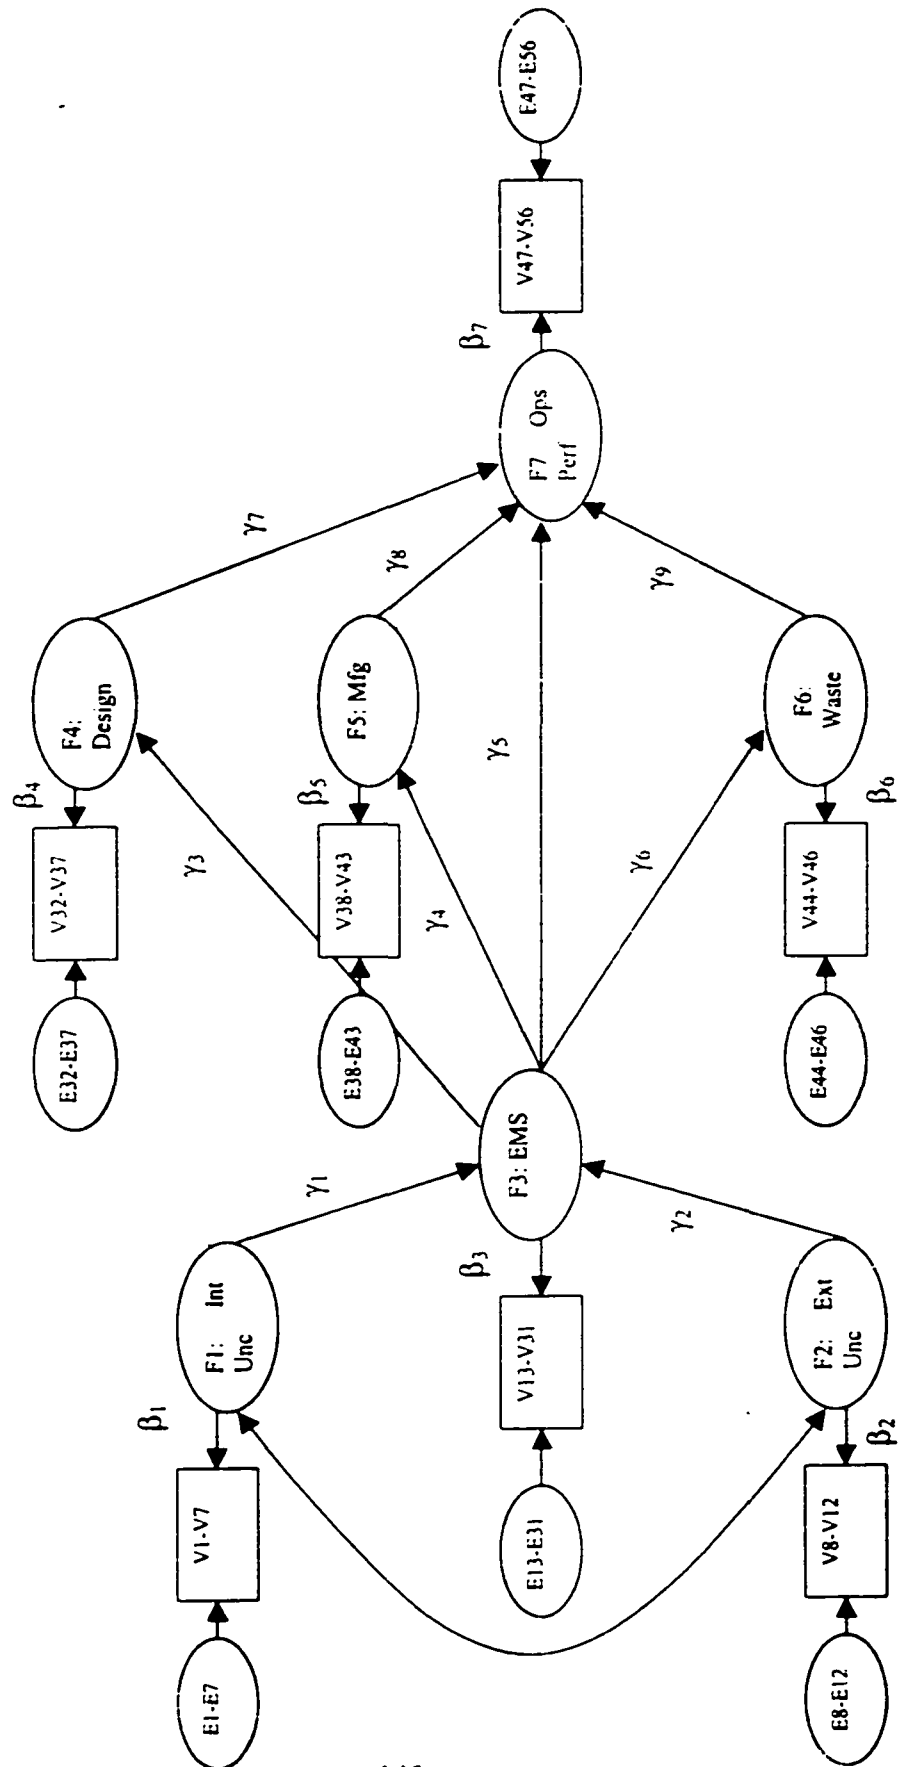 E32-E37
V32-V37
β4
F4:
Design
γ3
γ7
E38-E43
V38-V43
β5
F5: Mfg
γ4
γ8
E1-E7
V1-V7
β1
F1: Int
Unc
γ1
E13-E31
V13-V31
β3
F3: EMS
γ5
F7 Ops
Perf
β7
V47-V56
E47-E56
γ2
γ6
γ9
E8-E12
V8-V12
β2
F2: Ext
Unc
E44-E46
V44-V46
β6
F6:
Waste